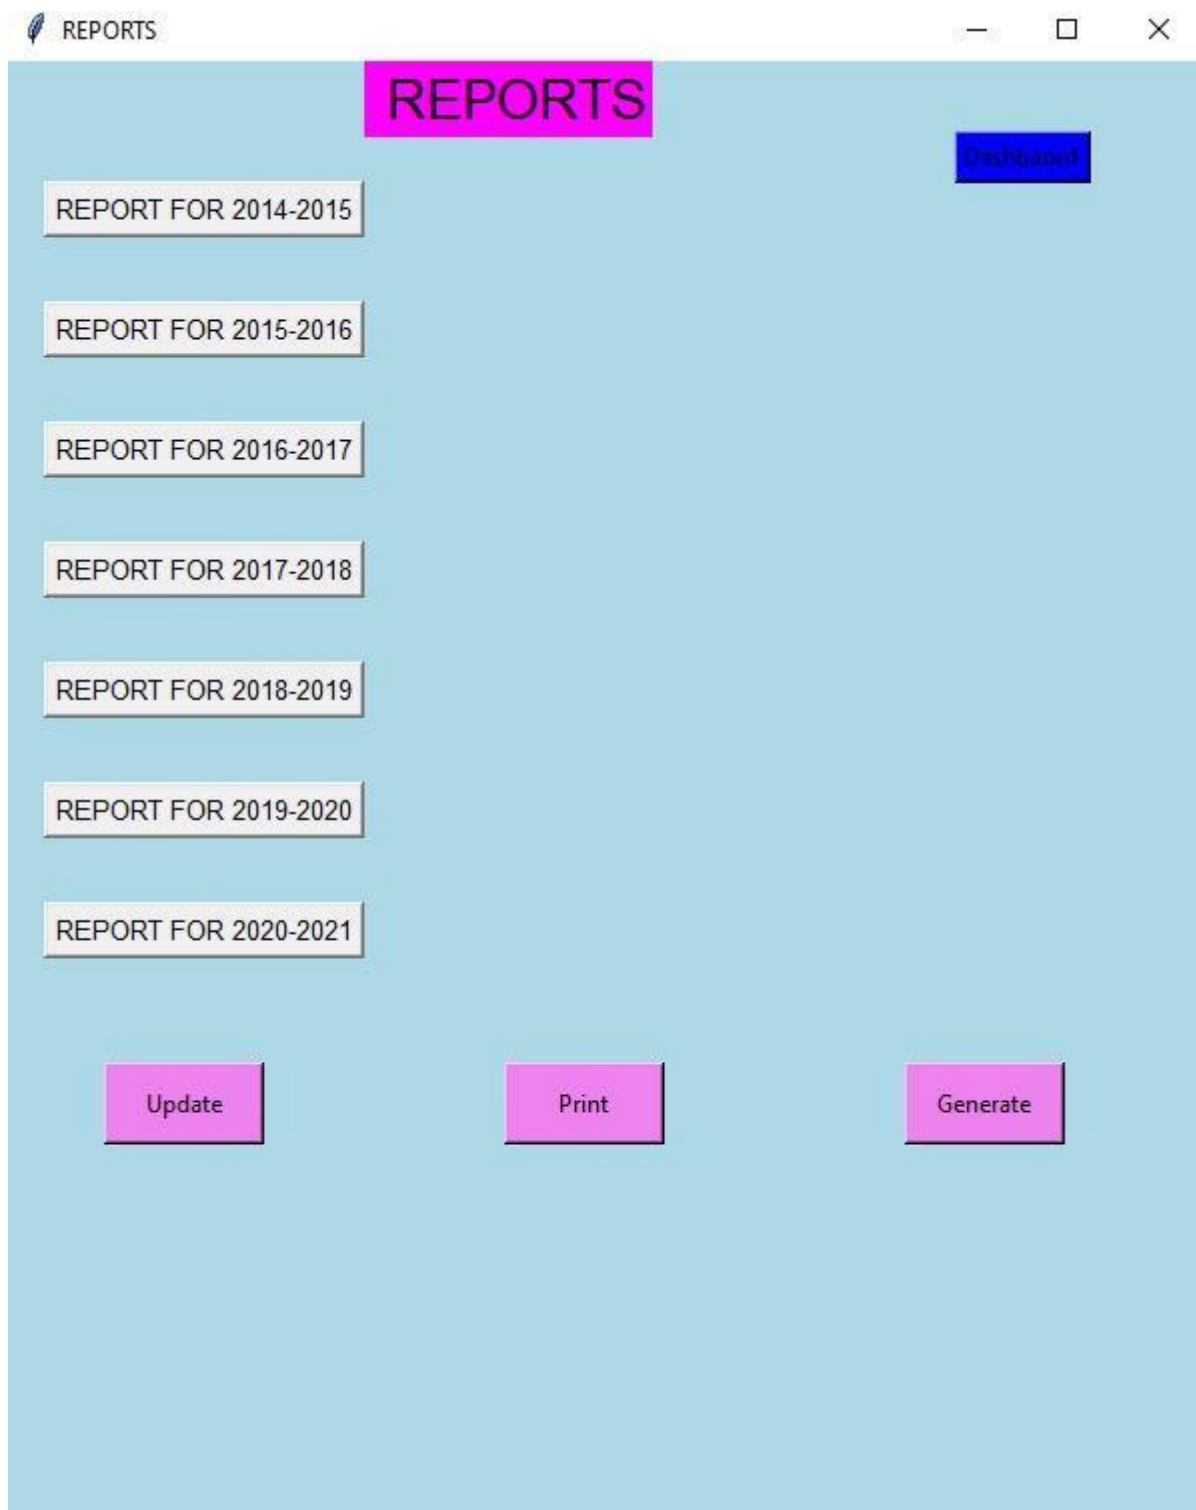 REPORTS
REPORTS
Dashbaord
REPORT FOR 2014-2015
REPORT FOR 2015-2016
REPORT FOR 2016-2017
REPORT FOR 2017-2018
REPORT FOR 2018-2019
REPORT FOR 2019-2020
REPORT FOR 2020-2021
Update Print Generate